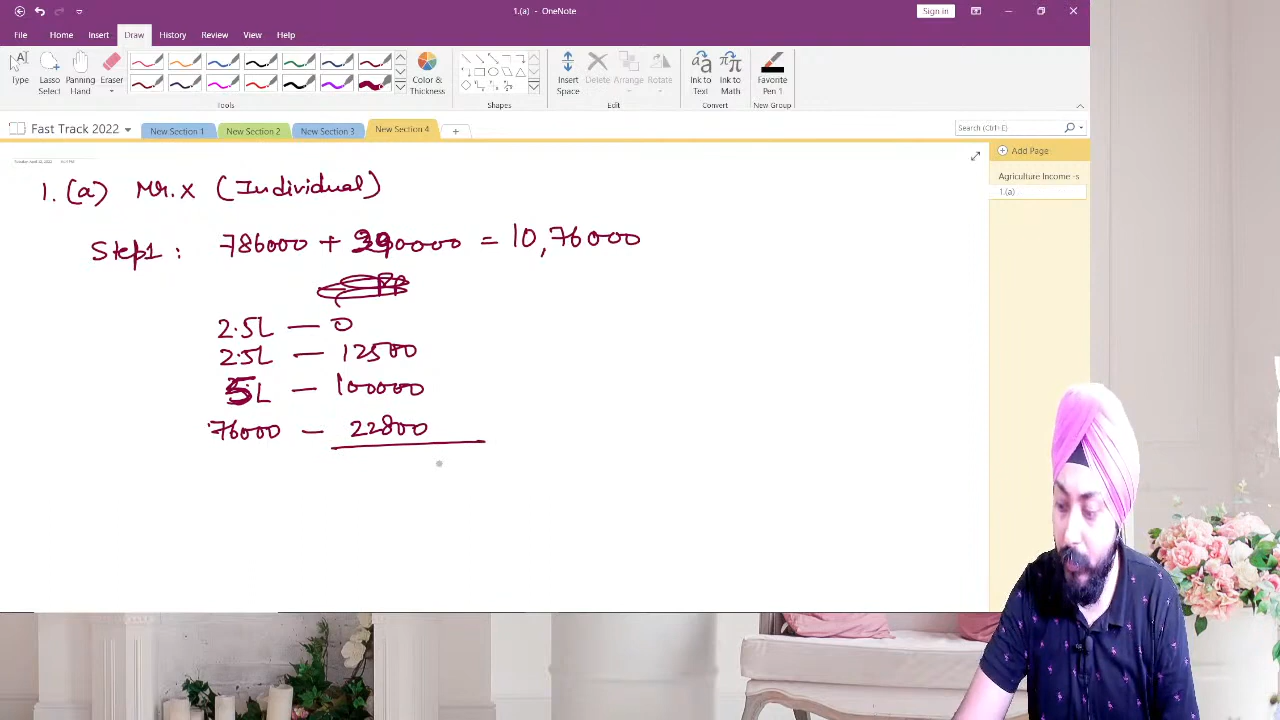 1.(a) - OneNote
Sign in
File Home Insert Draw History Review View Help
Type
Lasso Select
Panning
Eraser
Color & Thickness
Insert Space
Delete
Arrange
Rotate
Ink to Text
Ink to Math
Favorite Pen 1
Tools Shapes Edit Convert New Group
Fast Track 2022
New Section 1 New Section 2 New Section 3 New Section 4 +
Search (Ctrl+E)
Add Page
Agriculture Income -s
1.(a)
1. (a) Mr. X (Individual)
Step1 : 786000 + 290000 = 10,76000
2.5L — 0
2.5L — 12500
5L — 100000
76000 — 22800